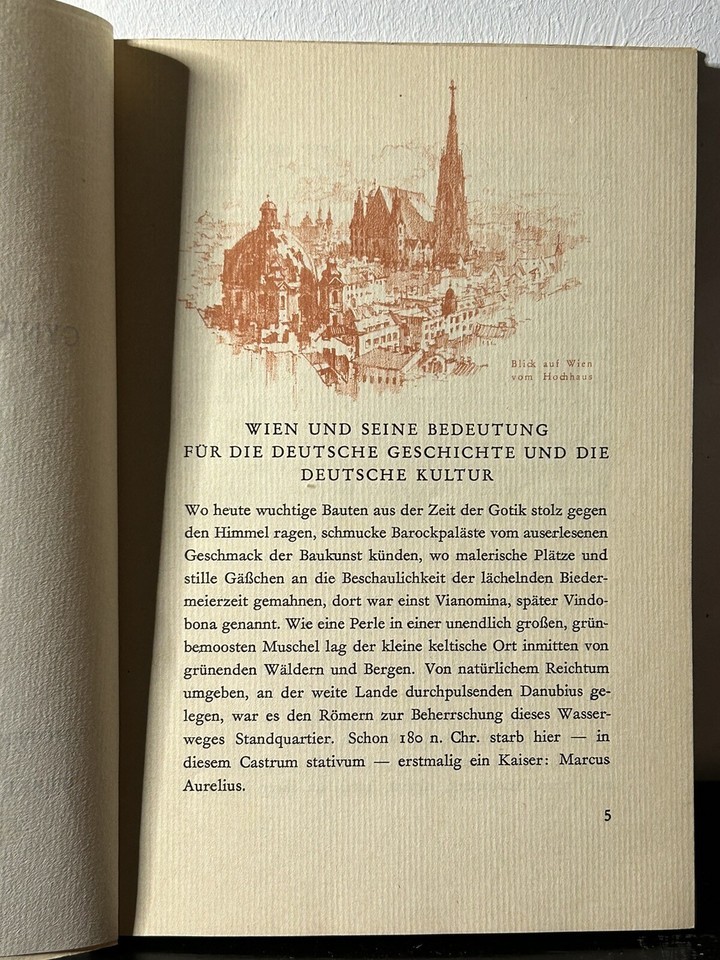 Blick auf Wien
vom Hochhaus
WIEN UND SEINE BEDEUTUNG
FÜR DIE DEUTSCHE GESCHICHTE UND DIE
DEUTSCHE KULTUR
Wo heute wuchtige Bauten aus der Zeit der Gotik stolz gegen
den Himmel ragen, schmucke Barockpaläste vom auserlesenen
Geschmack der Baukunst künden, wo malerische Plätze und
stille Gäßchen an die Beschaulichkeit der lächelnden Bieder-
meierzeit gemahnen, dort war einst Vianomina, später Vindo-
bona genannt. Wie eine Perle in einer unendlich großen, grün-
bemoosten Muschel lag der kleine keltische Ort inmitten von
grünenden Wäldern und Bergen. Von natürlichem Reichtum
umgeben, an der weite Lande durchpulsenden Danubius ge-
legen, war es den Römern zur Beherrschung dieses Wasser-
weges Standquartier. Schon 180 n. Chr. starb hier — in
diesem Castrum stativum — erstmalig ein Kaiser: Marcus
Aurelius.
5